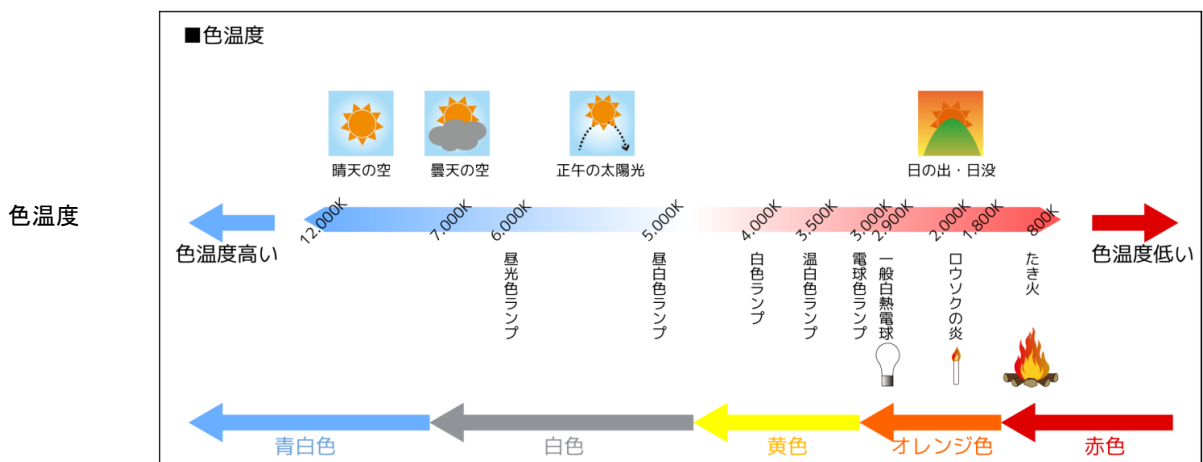 ■色温度
晴天の空
曇天の空
正午の太陽光
日の出・日没
色温度
色温度高い
12.000K
7.000K
6.000K
5.000K
4.000K
3.500K
3.000K
2.900K
2.000K
1.800K
800K
色温度低い
昼光色ランプ
昼白色ランプ
白色ランプ
温白色ランプ
電球色ランプ
一般白熱電球
ロウソクの炎
たき火
青白色
白色
黄色
オレンジ色
赤色